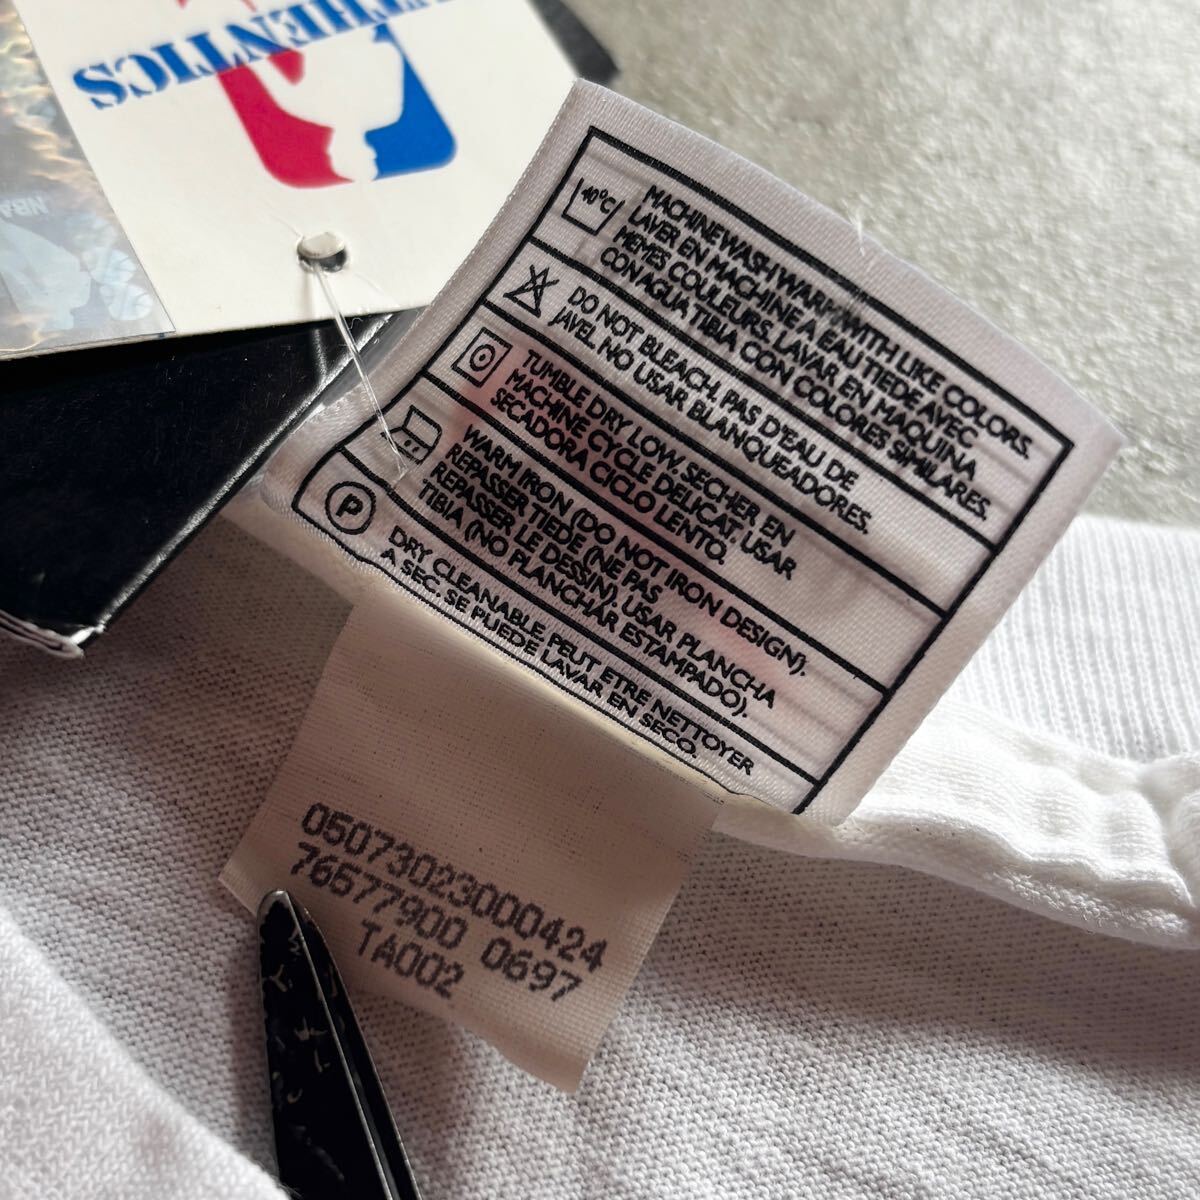 AUTHENTICS
NBA
40°C
MACHINE WASH WARM WITH LIKE COLORS.
LAVER EN MACHINE A EAU TIEDE AVEC
MEMES COULEURS. LAVAR EN MAQUINA
CON AGUA TIBIA CON COLORES SIMILARES.
DO NOT BLEACH. PAS D'EAU DE
JAVEL. NO USAR BLANQUEADORES.
TUMBLE DRY LOW. SECHER EN
MACHINE CYCLE DELICAT. USAR
SECADORA CICLO LENTO.
WARM IRON (DO NOT IRON DESIGN).
REPASSER TIEDE (NE PAS
REPASSER LE DESSIN). USAR PLANCHA
TIBIA (NO PLANCHAR ESTAMPADO).
P
DRY CLEANABLE. PEUT ETRE NETTOYER
A SEC. SE PUEDE LAVAR EN SECO.
05073023000424
76577900 0697
TA002